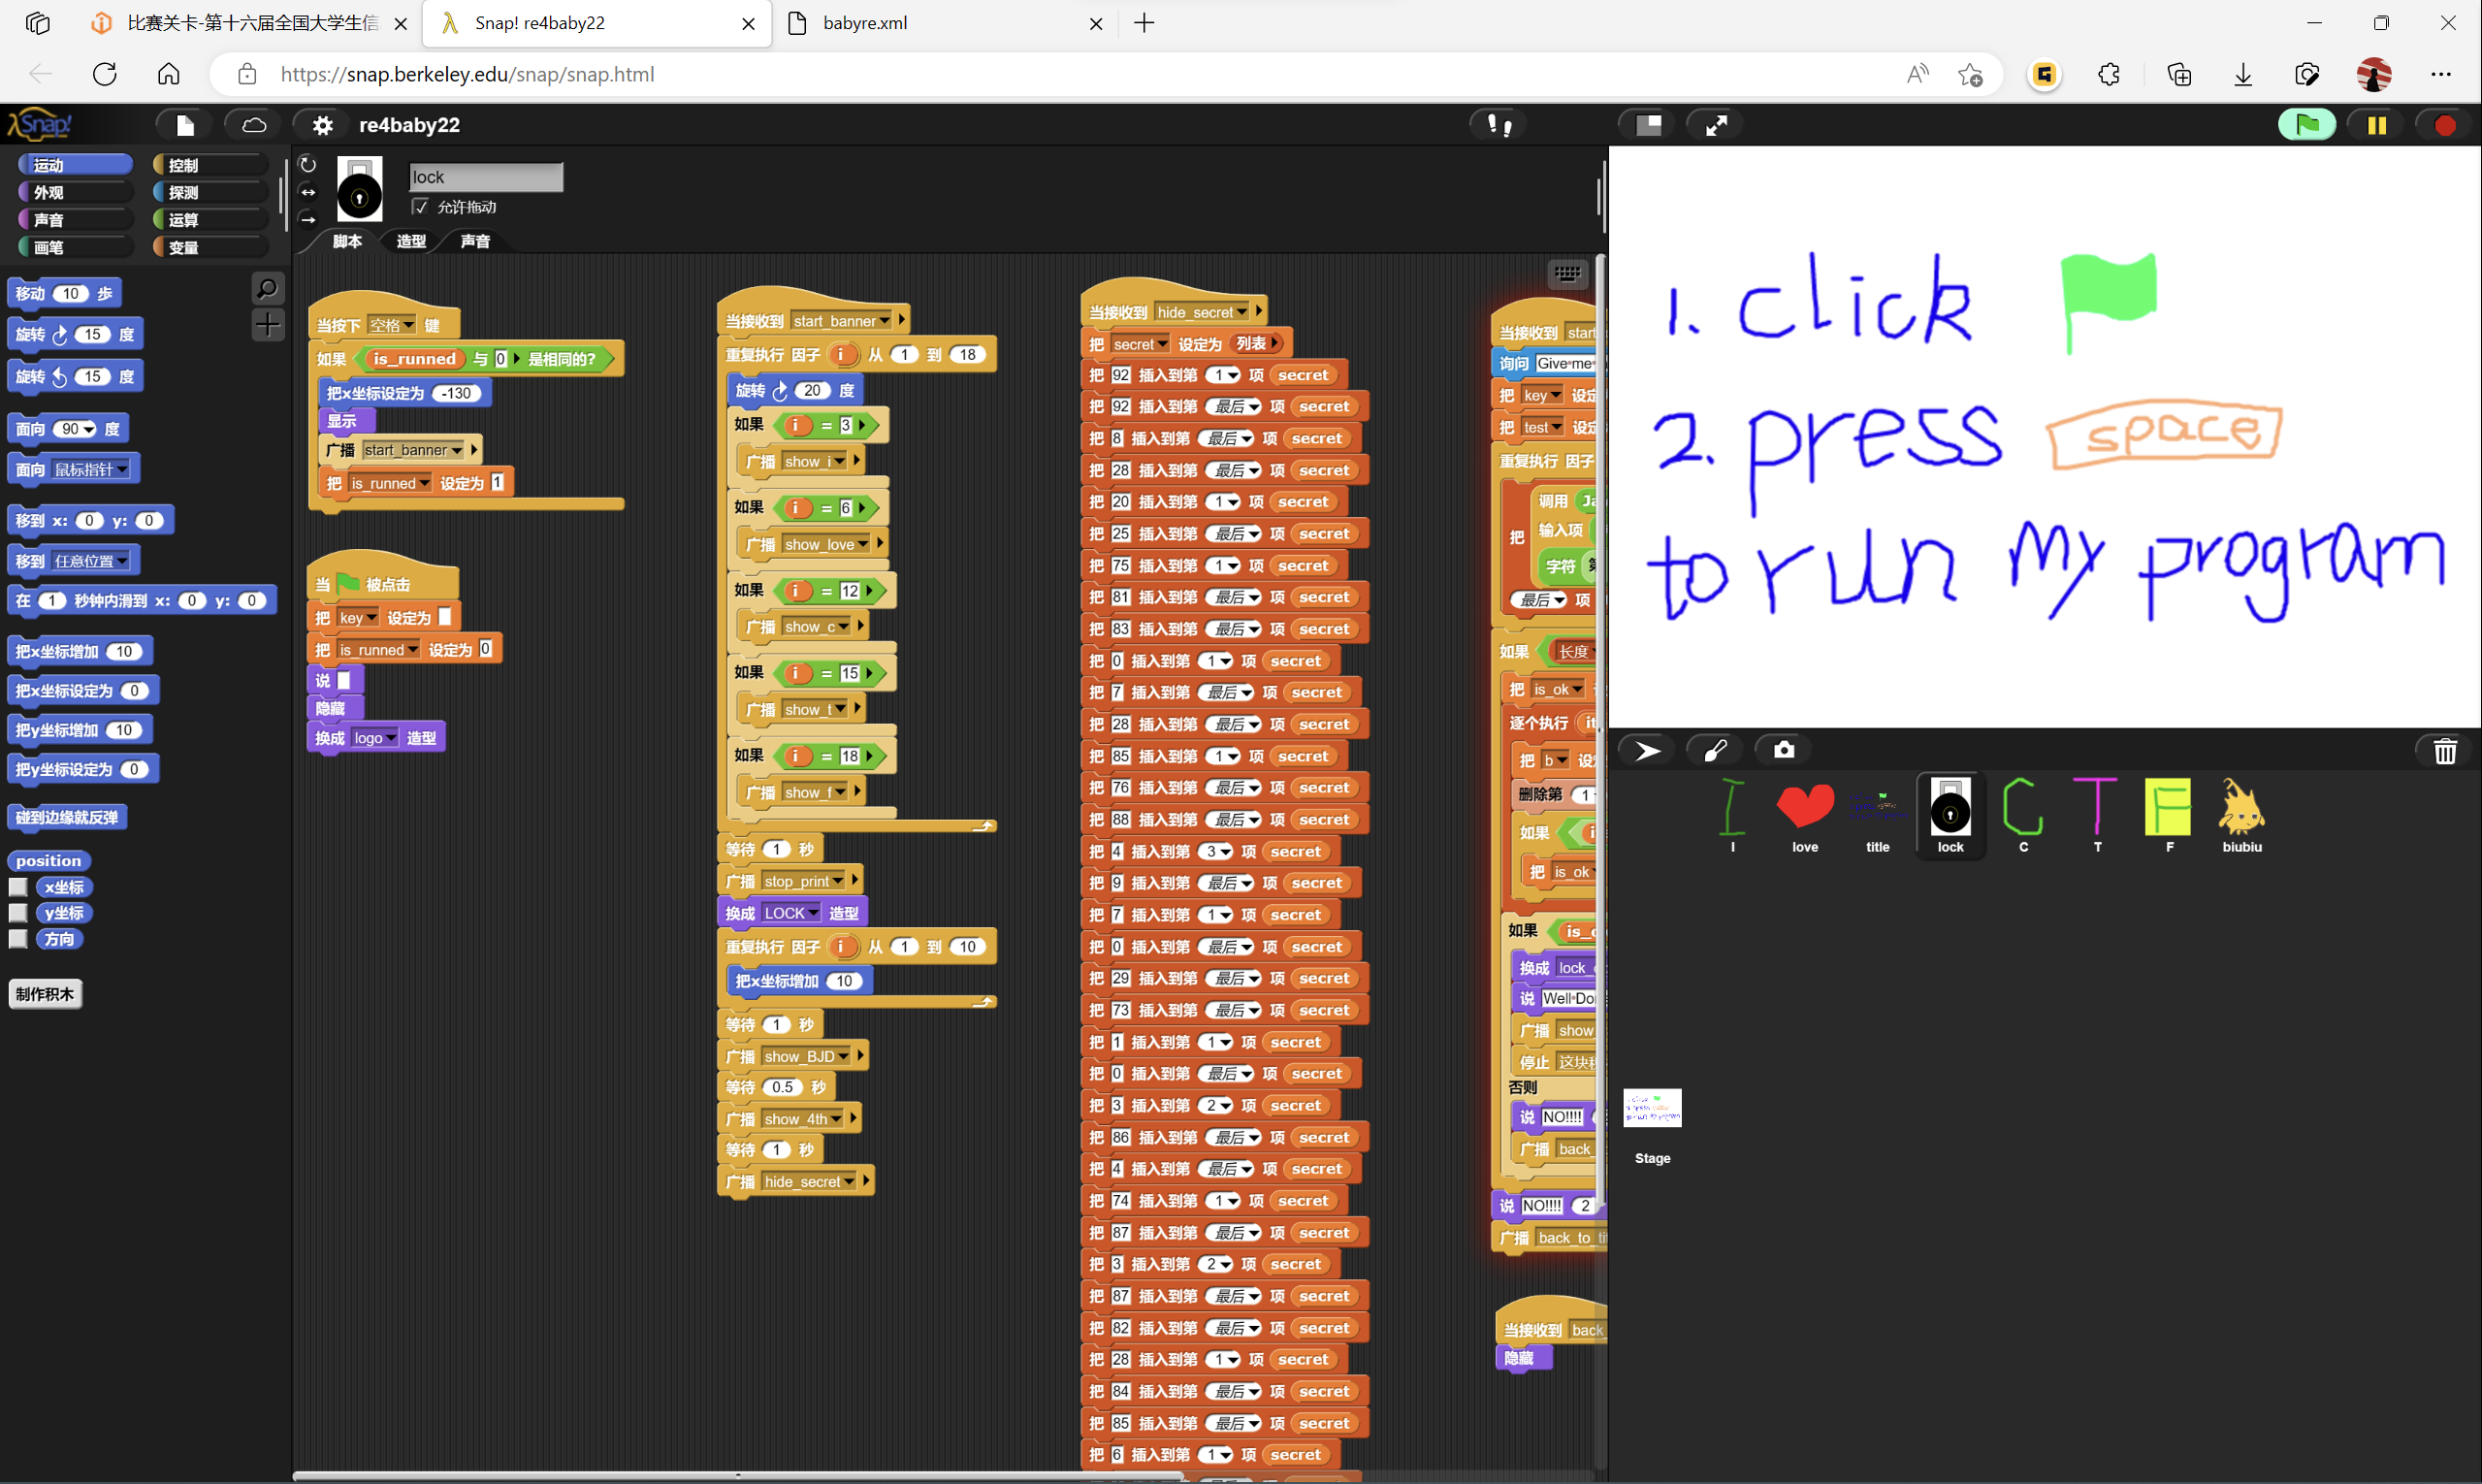 比赛关卡-第十六届全国大学生信
Snap! re4baby22
babyre.xml
https://snap.berkeley.edu/snap/snap.html
Snap!
re4baby22
运动 控制
外观 探测
声音 运算
画笔 变量
lock
允许拖动
脚本 造型 声音
移动 10 步
旋转 15 度
旋转 15 度
面向 90 度
面向 鼠标指针
移到 x: 0 y: 0
移到 任意位置
在 1 秒钟内滑到 x: 0 y: 0
把x坐标增加 10
把x坐标设定为 0
把y坐标增加 10
把y坐标设定为 0
碰到边缘就反弹
position
x坐标
y坐标
方向
制作积木
当按下 空格 键
如果 is_runned 与 0 是相同的?
把x坐标设定为 -130
显示
广播 start_banner
把 is_runned 设定为 1
当 被点击
把 key 设定为
把 is_runned 设定为 0
说
隐藏
换成 logo 造型
当接收到 start_banner
重复执行 因子 i 从 1 到 18
旋转 20 度
如果 i = 3
广播 show_i
如果 i = 6
广播 show_love
如果 i = 12
广播 show_c
如果 i = 15
广播 show_t
如果 i = 18
广播 show_f
等待 1 秒
广播 stop_print
换成 LOCK 造型
重复执行 因子 i 从 1 到 10
把x坐标增加 10
等待 1 秒
广播 show_BJD
等待 0.5 秒
广播 show_4th
等待 1 秒
广播 hide_secret
当接收到 hide_secret
把 secret 设定为 列表
把 92 插入到第 1 项 secret
把 92 插入到第 最后 项 secret
把 8 插入到第 最后 项 secret
把 28 插入到第 最后 项 secret
把 20 插入到第 1 项 secret
把 25 插入到第 最后 项 secret
把 75 插入到第 1 项 secret
把 81 插入到第 最后 项 secret
把 83 插入到第 最后 项 secret
把 0 插入到第 1 项 secret
把 7 插入到第 最后 项 secret
把 28 插入到第 最后 项 secret
把 85 插入到第 1 项 secret
把 76 插入到第 最后 项 secret
把 88 插入到第 最后 项 secret
把 4 插入到第 3 项 secret
把 9 插入到第 最后 项 secret
把 7 插入到第 1 项 secret
把 0 插入到第 最后 项 secret
把 29 插入到第 最后 项 secret
把 73 插入到第 最后 项 secret
把 1 插入到第 1 项 secret
把 0 插入到第 最后 项 secret
把 3 插入到第 2 项 secret
把 86 插入到第 最后 项 secret
把 4 插入到第 最后 项 secret
把 74 插入到第 1 项 secret
把 87 插入到第 最后 项 secret
把 3 插入到第 2 项 secret
把 87 插入到第 最后 项 secret
把 82 插入到第 最后 项 secret
把 28 插入到第 1 项 secret
把 84 插入到第 最后 项 secret
把 85 插入到第 最后 项 secret
把 6 插入到第 1 项 secret
当接收到 start
询问 Give me
把 key 设定
把 test 设定
重复执行 因子
调用 Ja
把 输入项
字符 第
最后 项
如果 长度
把 is_ok
逐个执行 it
把 b 设定
删除第 1
如果 i
把 is_ok
如果 is_o
换成 lock_
说 Well Do
广播 show_
停止 这块积
否则
说 NO!!!!
广播 back_
说 NO!!!! 2
广播 back_to_ti
当接收到 back
隐藏
1. click
2. press space
to run my program
I love title lock C T F biubiu
Stage